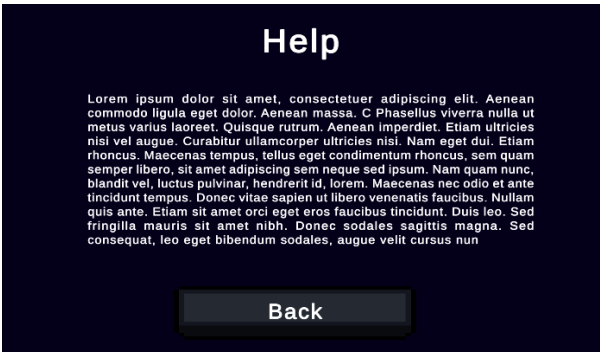 Help
Lorem ipsum dolor sit amet, consectetuer adipiscing elit. Aenean
commodo ligula eget dolor. Aenean massa. C Phasellus viverra nulla ut
metus varius laoreet. Quisque rutrum. Aenean imperdiet. Etiam ultricies
nisi vel augue. Curabitur ullamcorper ultricies nisi. Nam eget dui. Etiam
rhoncus. Maecenas tempus, tellus eget condimentum rhoncus, sem quam
semper libero, sit amet adipiscing sem neque sed ipsum. Nam quam nunc,
blandit vel, luctus pulvinar, hendrerit id, lorem. Maecenas nec odio et ante
tincidunt tempus. Donec vitae sapien ut libero venenatis faucibus. Nullam
quis ante. Etiam sit amet orci eget eros faucibus tincidunt. Duis leo. Sed
fringilla mauris sit amet nibh. Donec sodales sagittis magna. Sed
consequat, leo eget bibendum sodales, augue velit cursus nun
Back